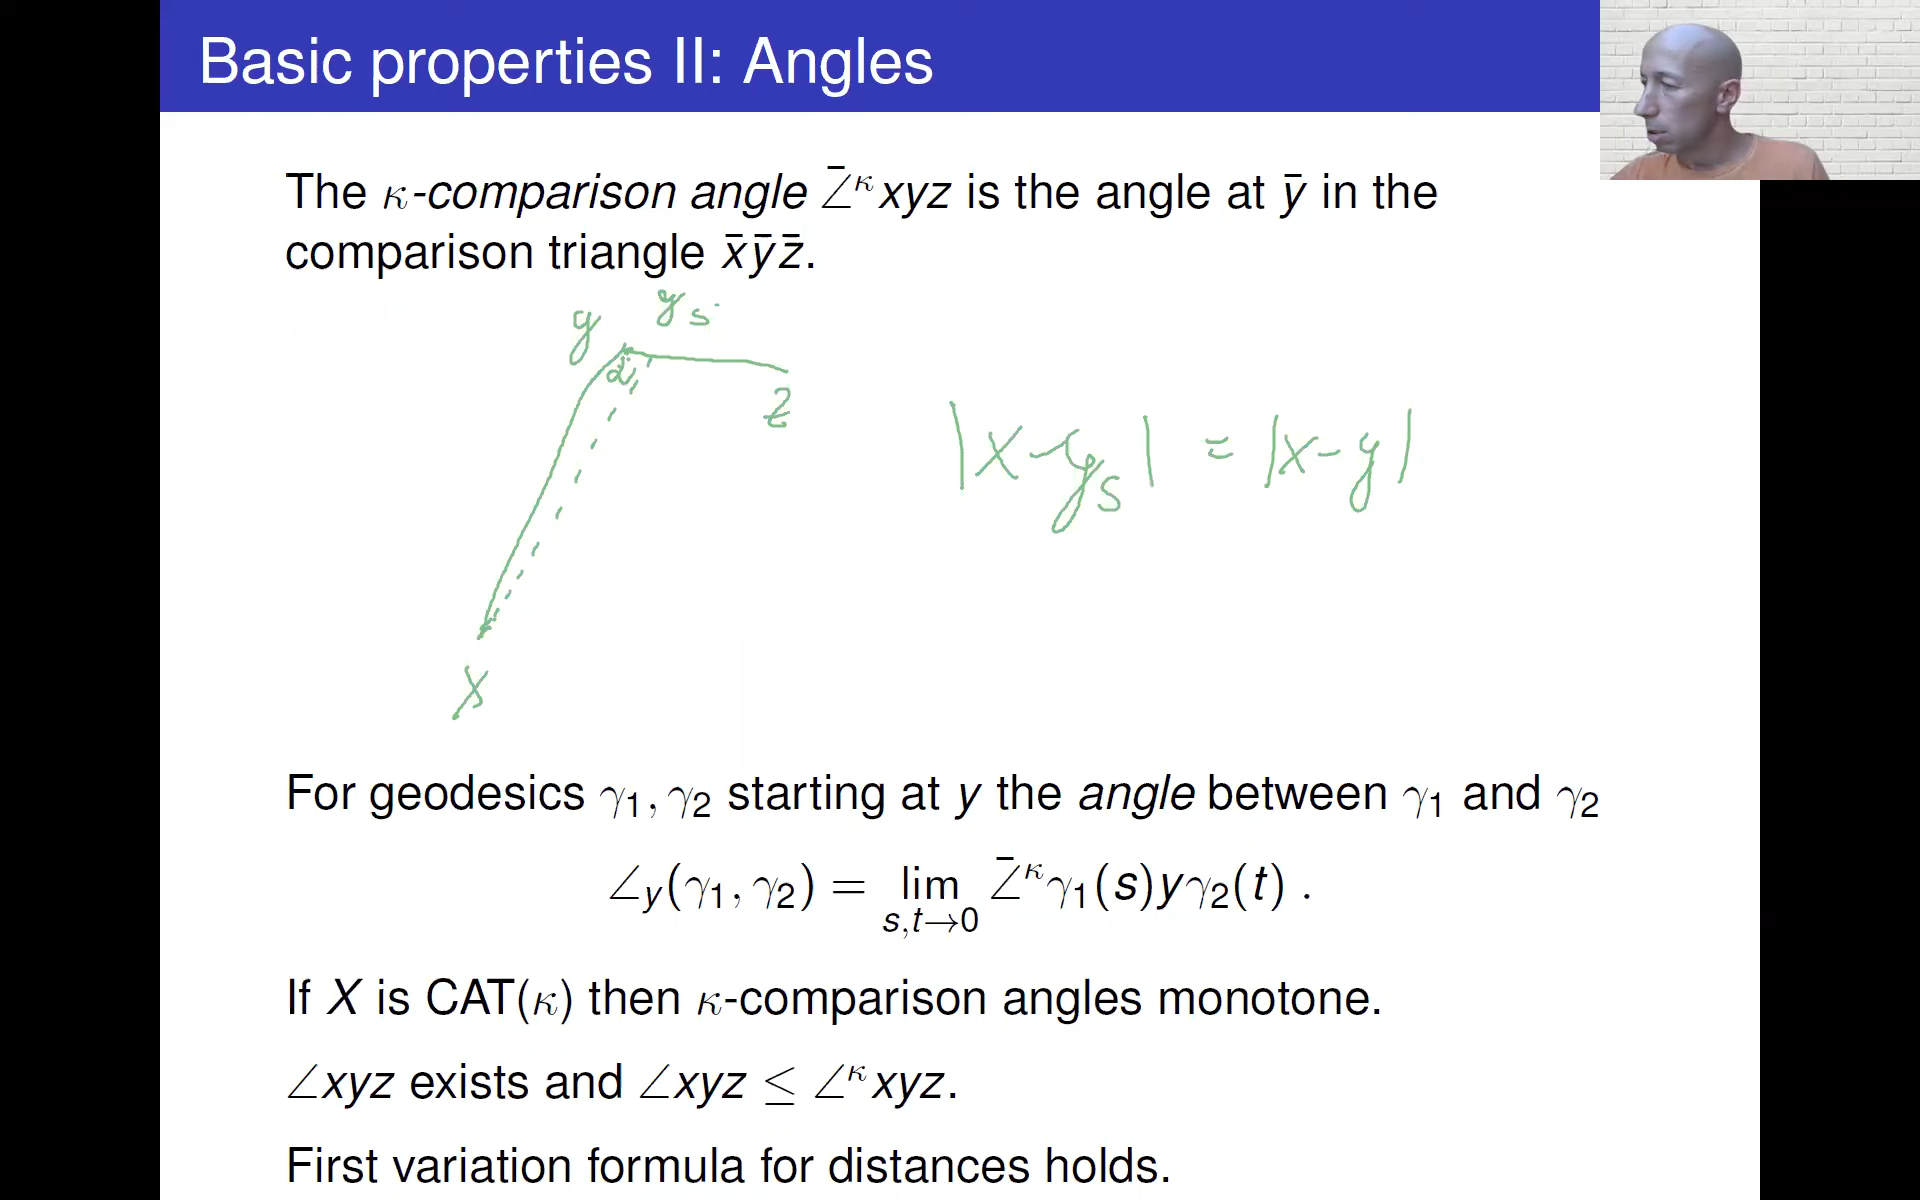 Basic properties II: Angles
The κ-comparison angle ∠̄^κ xyz is the angle at ȳ in the
comparison triangle x̄ȳz̄.
y y_s
α
z
|x-y_s| = |x-y|
x
For geodesics γ₁, γ₂ starting at y the angle between γ₁ and γ₂
∠_y(γ₁, γ₂) = lim_{s,t→0} ∠̄^κ γ₁(s)yγ₂(t) .
If X is CAT(κ) then κ-comparison angles monotone.
∠xyz exists and ∠xyz ≤ ∠^κ xyz.
First variation formula for distances holds.